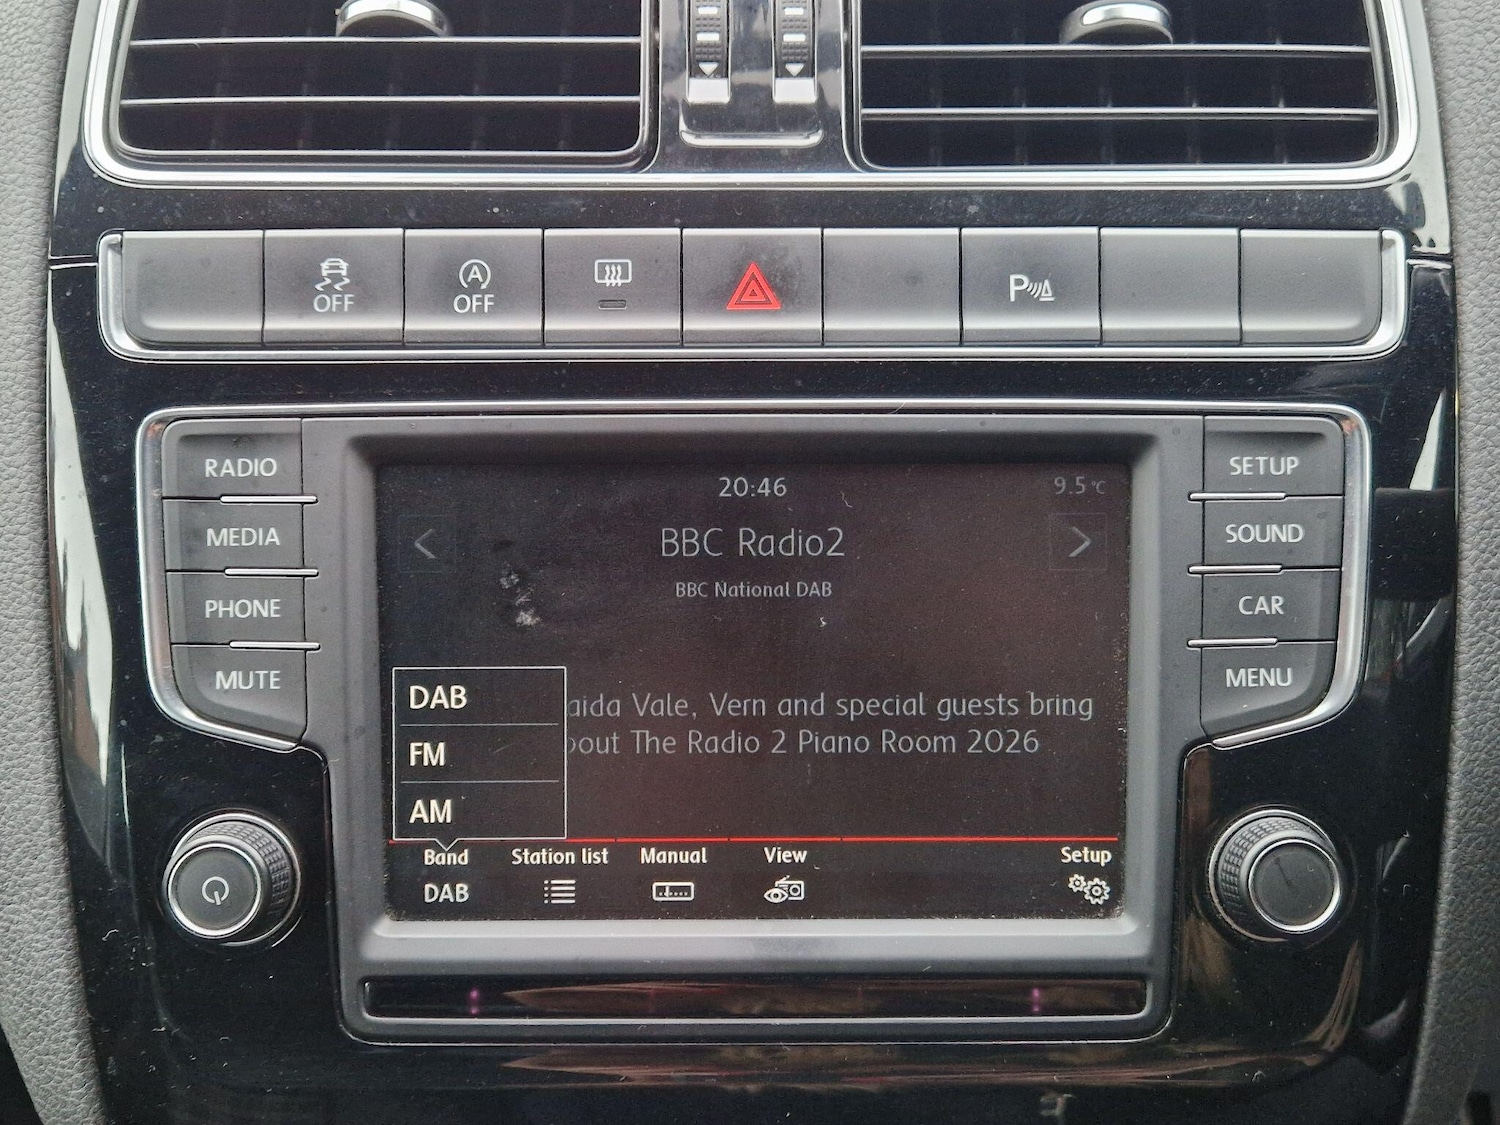 OFF
A
OFF
P
RADIO
MEDIA
PHONE
MUTE
SETUP
SOUND
CAR
MENU
20:46 9.5°C
BBC Radio2
BBC National DAB
Vale, Vern and special guests bring
The Radio 2 Piano Room 2026
DAB
FM
AM
Band Station list Manual View Setup
DAB